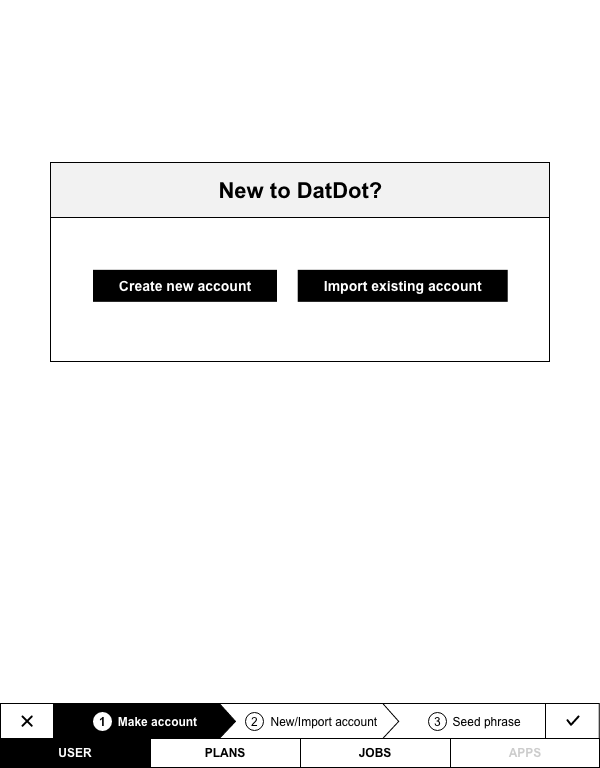 New to DatDot?
Create new account Import existing account
1 Make account 2 New/Import account 3 Seed phrase
USER PLANS JOBS APPS